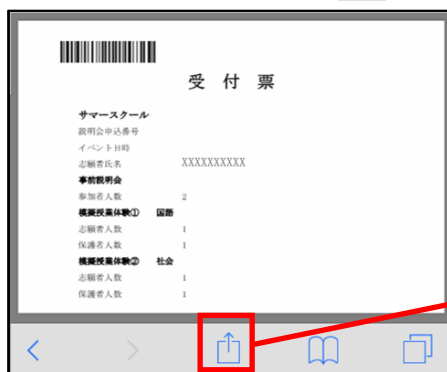 受付票
サマースクール
説明会申込番号
イベント日時
志願者氏名 XXXXXXXXXX
事前説明会
参加者人数 2
模擬授業体験① 国語
志願者人数 1
保護者人数 1
模擬授業体験② 社会
志願者人数 1
保護者人数 1